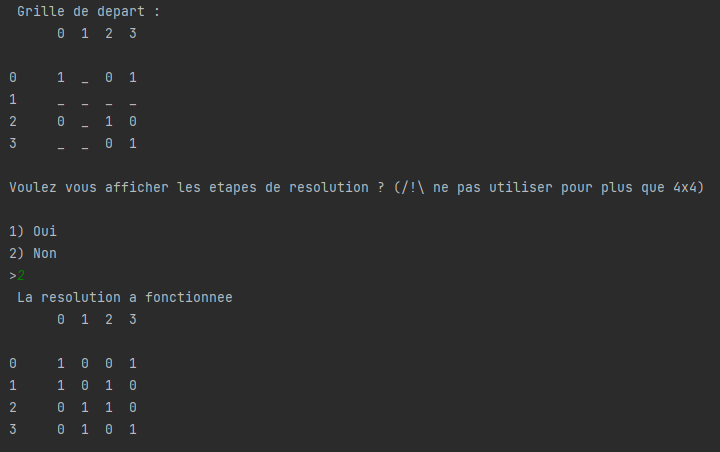 Grille de depart :
0 1 2 3
0 1 _ 0 1
1 _ _ _ _
2 0 _ 1 0
3 _ _ 0 1
Voulez vous afficher les etapes de resolution ? (/!\ ne pas utiliser pour plus que 4x4)
1) Oui
2) Non
>2
La resolution a fonctionnee
0 1 2 3
0 1 0 0 1
1 1 0 1 0
2 0 1 1 0
3 0 1 0 1